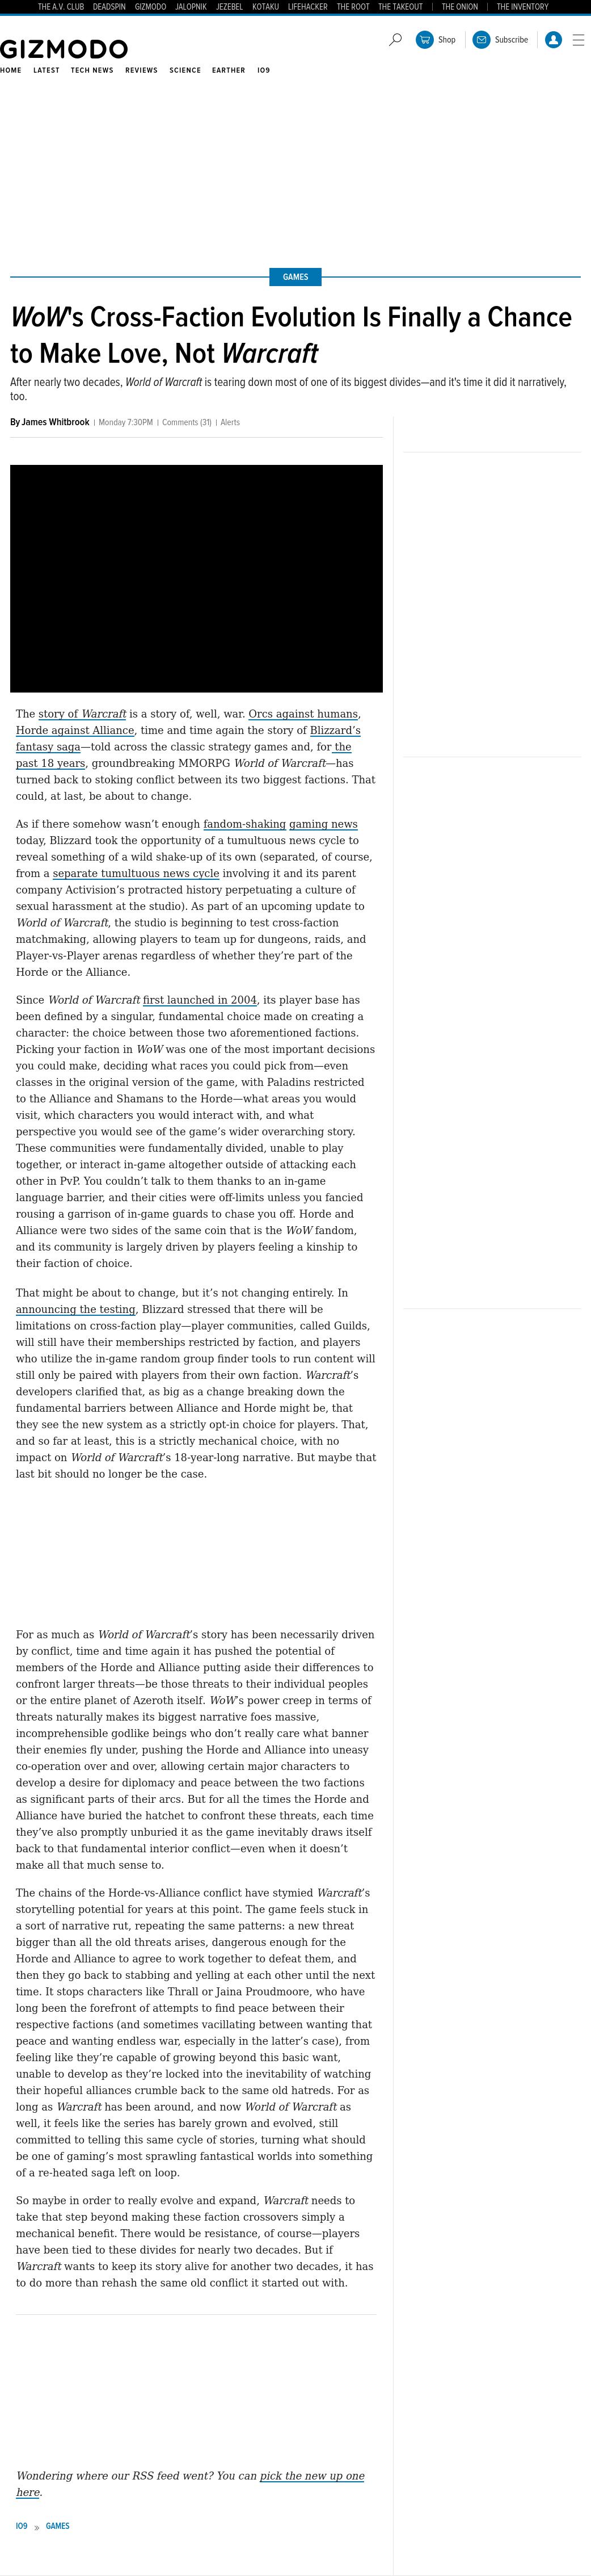 THE A.V. CLUB DEADSPIN GIZMODO JALOPNIK JEZEBEL KOTAKU LIFEHACKER THE ROOT THE TAKEOUT THE ONION THE INVENTORY
GIZMODO
Shop
Subscribe
HOME LATEST TECH NEWS REVIEWS SCIENCE EARTHER IO9
GAMES
WoW's Cross-Faction Evolution Is Finally a Chance
to Make Love, Not Warcraft
After nearly two decades, World of Warcraft is tearing down most of one of its biggest divides—and it's time it did it narratively,
too.
By James Whitbrook | Monday 7:30PM | Comments (31) | Alerts
The story of Warcraft is a story of, well, war. Orcs against humans,
Horde against Alliance, time and time again the story of Blizzard’s
fantasy saga—told across the classic strategy games and, for the
past 18 years, groundbreaking MMORPG World of Warcraft—has
turned back to stoking conflict between its two biggest factions. That
could, at last, be about to change.
As if there somehow wasn’t enough fandom-shaking gaming news
today, Blizzard took the opportunity of a tumultuous news cycle to
reveal something of a wild shake-up of its own (separated, of course,
from a separate tumultuous news cycle involving it and its parent
company Activision’s protracted history perpetuating a culture of
sexual harassment at the studio). As part of an upcoming update to
World of Warcraft, the studio is beginning to test cross-faction
matchmaking, allowing players to team up for dungeons, raids, and
Player-vs-Player arenas regardless of whether they’re part of the
Horde or the Alliance.
Since World of Warcraft first launched in 2004, its player base has
been defined by a singular, fundamental choice made on creating a
character: the choice between those two aforementioned factions.
Picking your faction in WoW was one of the most important decisions
you could make, deciding what races you could pick from—even
classes in the original version of the game, with Paladins restricted
to the Alliance and Shamans to the Horde—what areas you would
visit, which characters you would interact with, and what
perspective you would see of the game’s wider overarching story.
These communities were fundamentally divided, unable to play
together, or interact in-game altogether outside of attacking each
other in PvP. You couldn’t talk to them thanks to an in-game
language barrier, and their cities were off-limits unless you fancied
rousing a garrison of in-game guards to chase you off. Horde and
Alliance were two sides of the same coin that is the WoW fandom,
and its community is largely driven by players feeling a kinship to
their faction of choice.
That might be about to change, but it’s not changing entirely. In
announcing the testing, Blizzard stressed that there will be
limitations on cross-faction play—player communities, called Guilds,
will still have their memberships restricted by faction, and players
who utilize the in-game random group finder tools to run content will
still only be paired with players from their own faction. Warcraft’s
developers clarified that, as big as a change breaking down the
fundamental barriers between Alliance and Horde might be, that
they see the new system as a strictly opt-in choice for players. That,
and so far at least, this is a strictly mechanical choice, with no
impact on World of Warcraft’s 18-year-long narrative. But maybe that
last bit should no longer be the case.
For as much as World of Warcraft’s story has been necessarily driven
by conflict, time and time again it has pushed the potential of
members of the Horde and Alliance putting aside their differences to
confront larger threats—be those threats to their individual peoples
or the entire planet of Azeroth itself. WoW’s power creep in terms of
threats naturally makes its biggest narrative foes massive,
incomprehensible godlike beings who don’t really care what banner
their enemies fly under, pushing the Horde and Alliance into uneasy
co-operation over and over, allowing certain major characters to
develop a desire for diplomacy and peace between the two factions
as significant parts of their arcs. But for all the times the Horde and
Alliance have buried the hatchet to confront these threats, each time
they’ve also promptly unburied it as the game inevitably draws itself
back to that fundamental interior conflict—even when it doesn’t
make all that much sense to.
The chains of the Horde-vs-Alliance conflict have stymied Warcraft’s
storytelling potential for years at this point. The game feels stuck in
a sort of narrative rut, repeating the same patterns: a new threat
bigger than all the old threats arises, dangerous enough for the
Horde and Alliance to agree to work together to defeat them, and
then they go back to stabbing and yelling at each other until the next
time. It stops characters like Thrall or Jaina Proudmoore, who have
long been the forefront of attempts to find peace between their
respective factions (and sometimes vacillating between wanting that
peace and wanting endless war, especially in the latter’s case), from
feeling like they’re capable of growing beyond this basic want,
unable to develop as they’re locked into the inevitability of watching
their hopeful alliances crumble back to the same old hatreds. For as
long as Warcraft has been around, and now World of Warcraft as
well, it feels like the series has barely grown and evolved, still
committed to telling this same cycle of stories, turning what should
be one of gaming’s most sprawling fantastical worlds into something
of a re-heated saga left on loop.
So maybe in order to really evolve and expand, Warcraft needs to
take that step beyond making these faction crossovers simply a
mechanical benefit. There would be resistance, of course—players
have been tied to these divides for nearly two decades. But if
Warcraft wants to keep its story alive for another two decades, it has
to do more than rehash the same old conflict it started out with.
Wondering where our RSS feed went? You can pick the new up one
here.
IO9 » GAMES